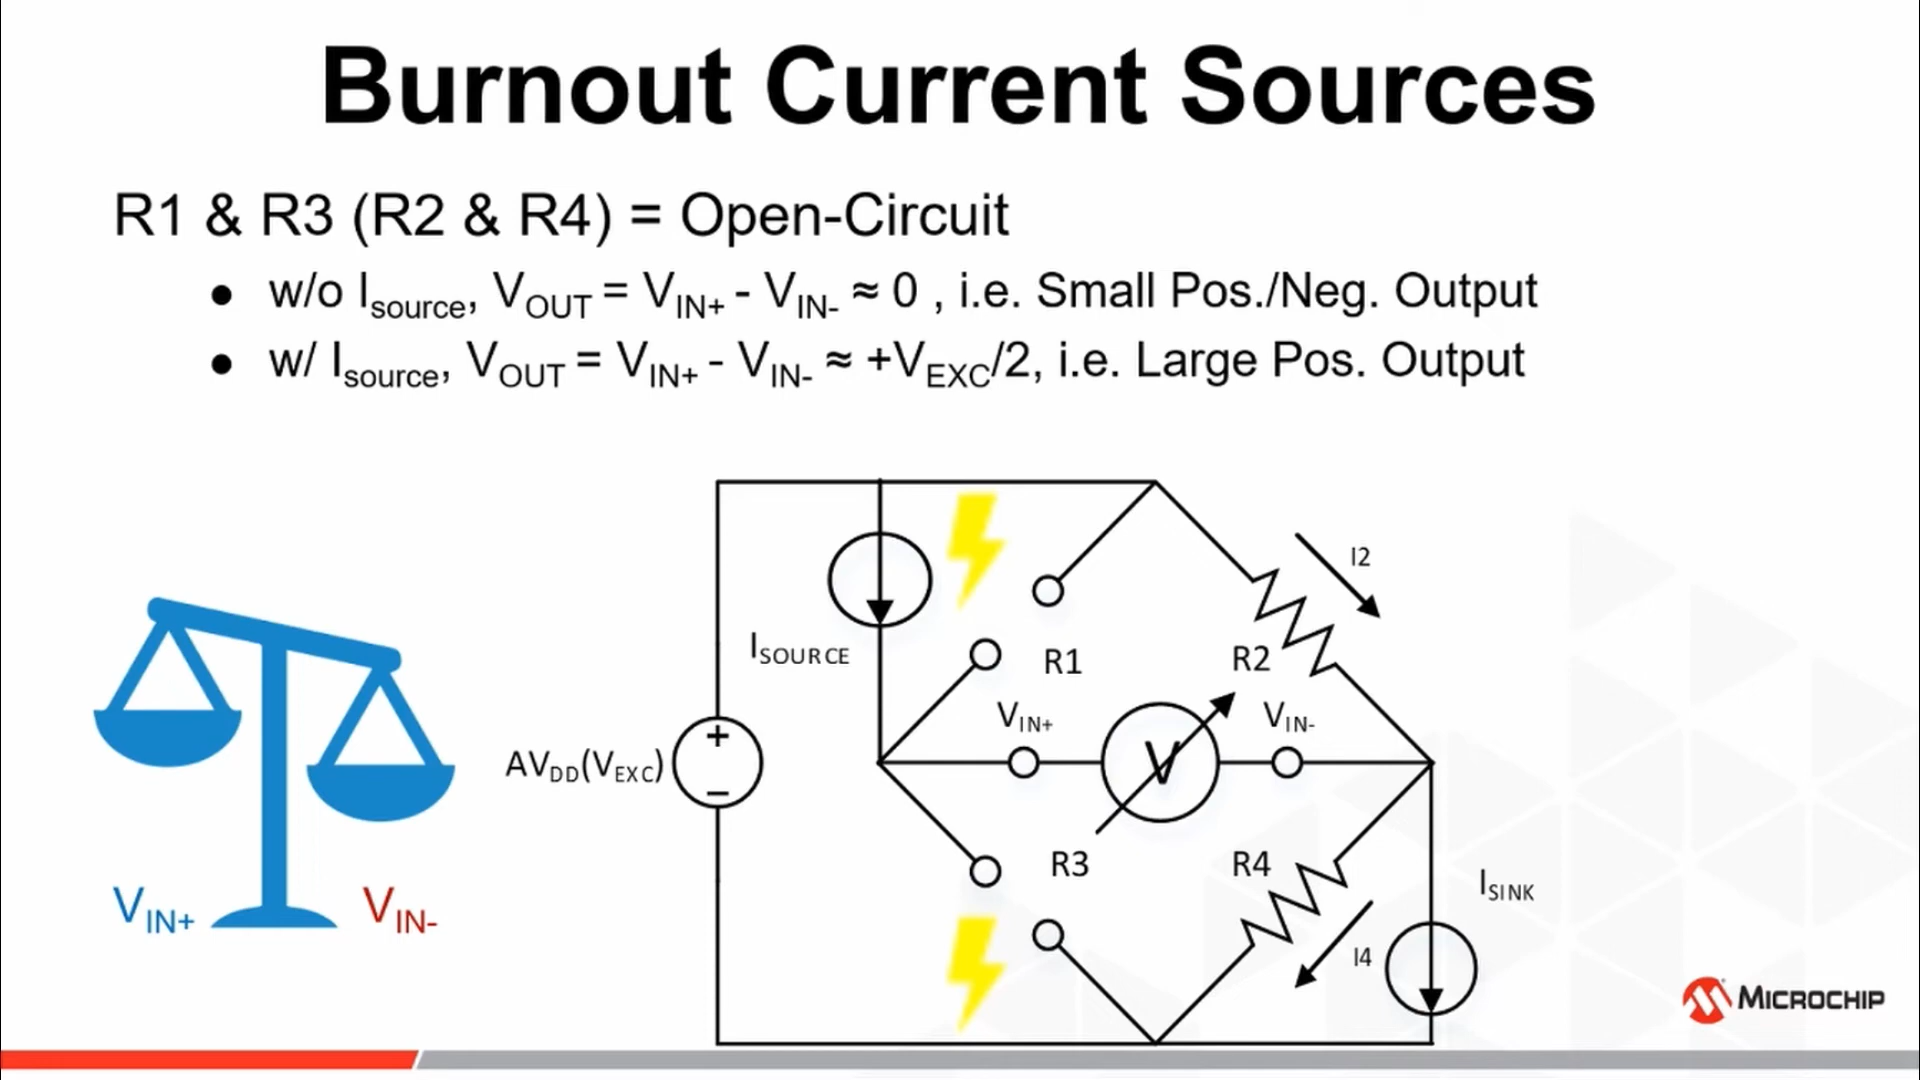 Burnout Current Sources
R1 & R3 (R2 & R4) = Open-Circuit
● w/o Isource, VOUT = VIN+ - VIN- ≈ 0 , i.e. Small Pos./Neg. Output
● w/ Isource, VOUT = VIN+ - VIN- ≈ +VEXC/2, i.e. Large Pos. Output
I2
ISOURCE
R1
R2
VIN+
VIN-
AVDD(VEXC)
+
−
V
R3
R4
ISINK
VIN+
VIN-
I4
MICROCHIP